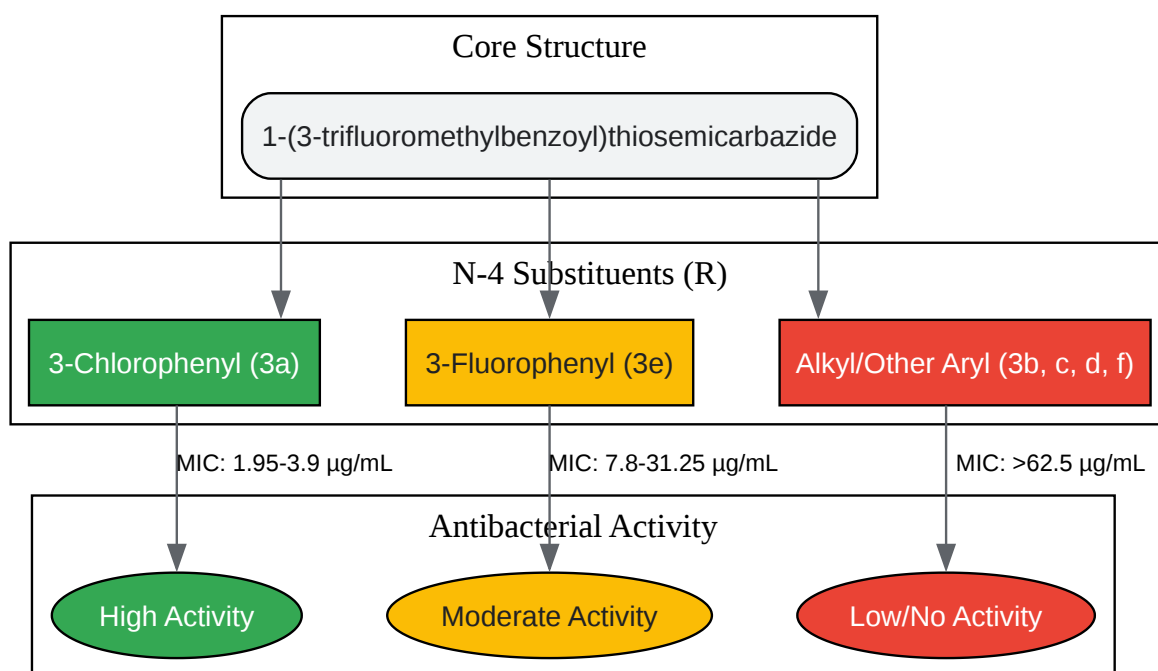 Core Structure
1-(3-trifluoromethylbenzoyl)thiosemicarbazide
N-4 Substituents (R)
3-Chlorophenyl (3a)
3-Fluorophenyl (3e)
Alkyl/Other Aryl (3b, c, d, f)
MIC: 1.95-3.9 µg/mL
MIC: 7.8-31.25 µg/mL
MIC: >62.5 µg/mL
Antibacterial Activity
High Activity
Moderate Activity
Low/No Activity